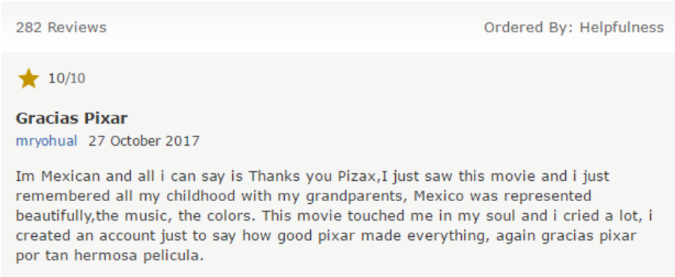 282 Reviews
Ordered By: Helpfulness
10/10
Gracias Pixar
mryohual 27 October 2017
Im Mexican and all i can say is Thanks you Pizax,I just saw this movie and i just
remembered all my childhood with my grandparents, Mexico was represented
beautifully,the music, the colors. This movie touched me in my soul and i cried a lot, i
created an account just to say how good pixar made everything, again gracias pixar
por tan hermosa pelicula.